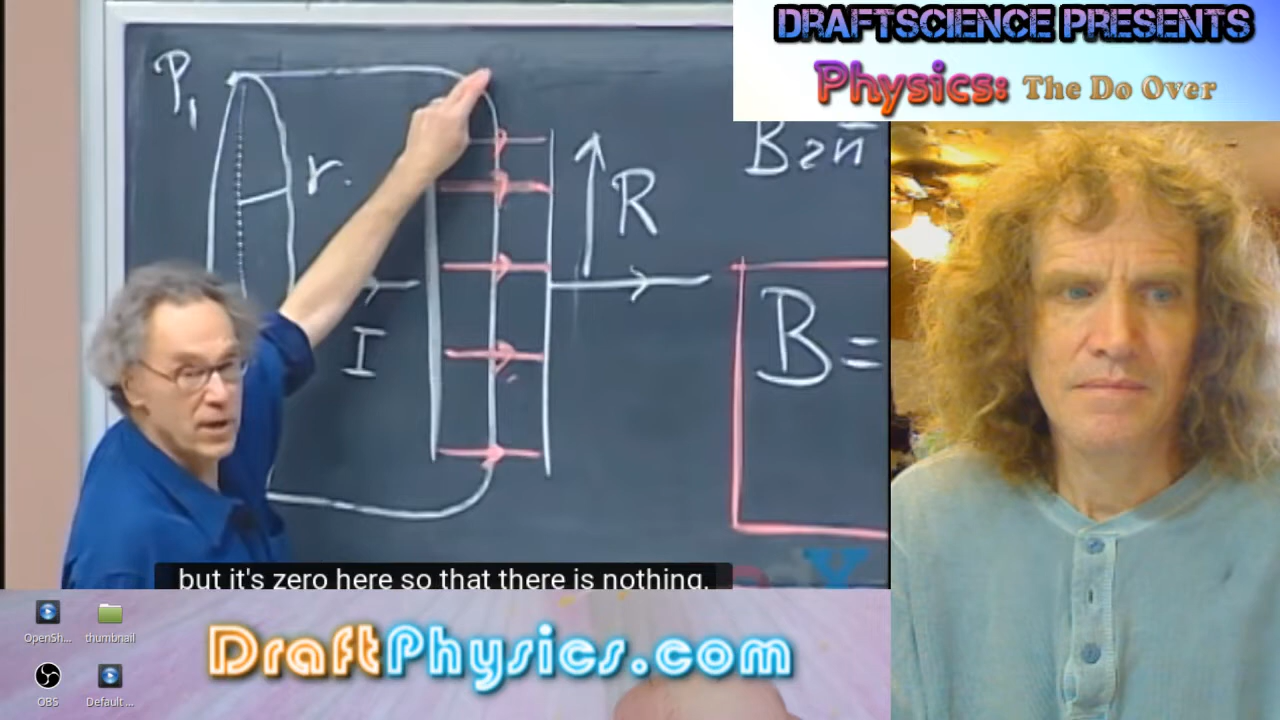 DRAFTSCIENCE PRESENTS
Physics: The Do Over
P₁
r.
R
I
B =
but it's zero here so that there is nothing.
OpenSh...
thumbnail
OBS
Default ...
DraftPhysics.com